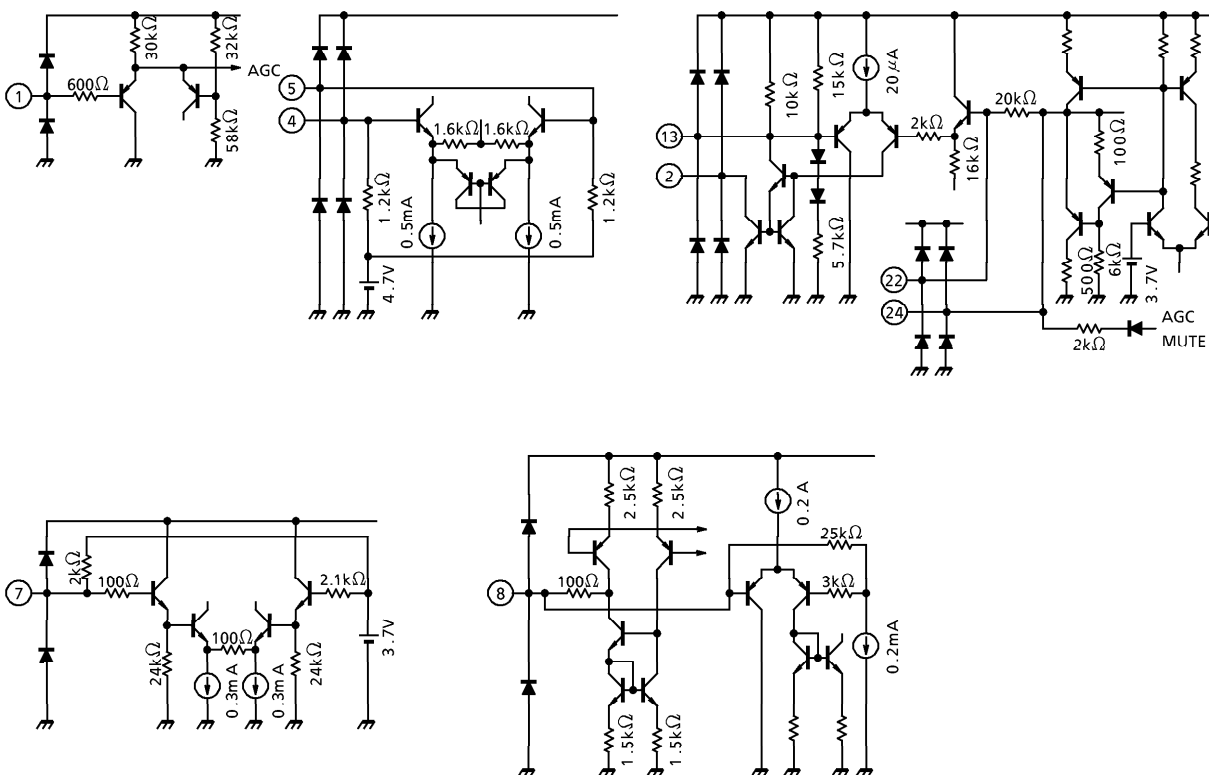 1
600Ω
30kΩ
32kΩ
58kΩ
AGC
5
4
1.6kΩ
1.6kΩ
1.2kΩ
0.5mA
0.5mA
1.2kΩ
4.7V
13
2
10kΩ
15kΩ
20μA
5.7kΩ
2kΩ
16kΩ
20kΩ
100Ω
500Ω
6kΩ
3.7V
22
24
2kΩ
AGC
MUTE
7
2kΩ
100Ω
24kΩ
100Ω
0.3mA
0.3mA
24kΩ
2.1kΩ
3.7V
8
100Ω
2.5kΩ
2.5kΩ
1.5kΩ
1.5kΩ
0.2 A
25kΩ
3kΩ
0.2mA